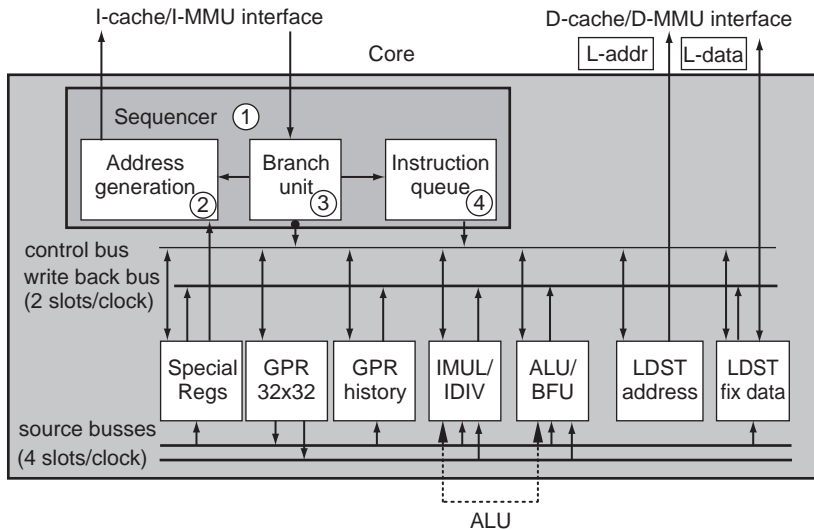 I-cache/I-MMU interface
D-cache/D-MMU interface
Core
L-addr
L-data
Sequencer 1
Address
generation
2
Branch
unit
3
Instruction
queue
4
control bus
write back bus
(2 slots/clock)
Special
Regs
GPR
32x32
GPR
history
IMUL/
IDIV
ALU/
BFU
LDST
address
LDST
fix data
source busses
(4 slots/clock)
ALU